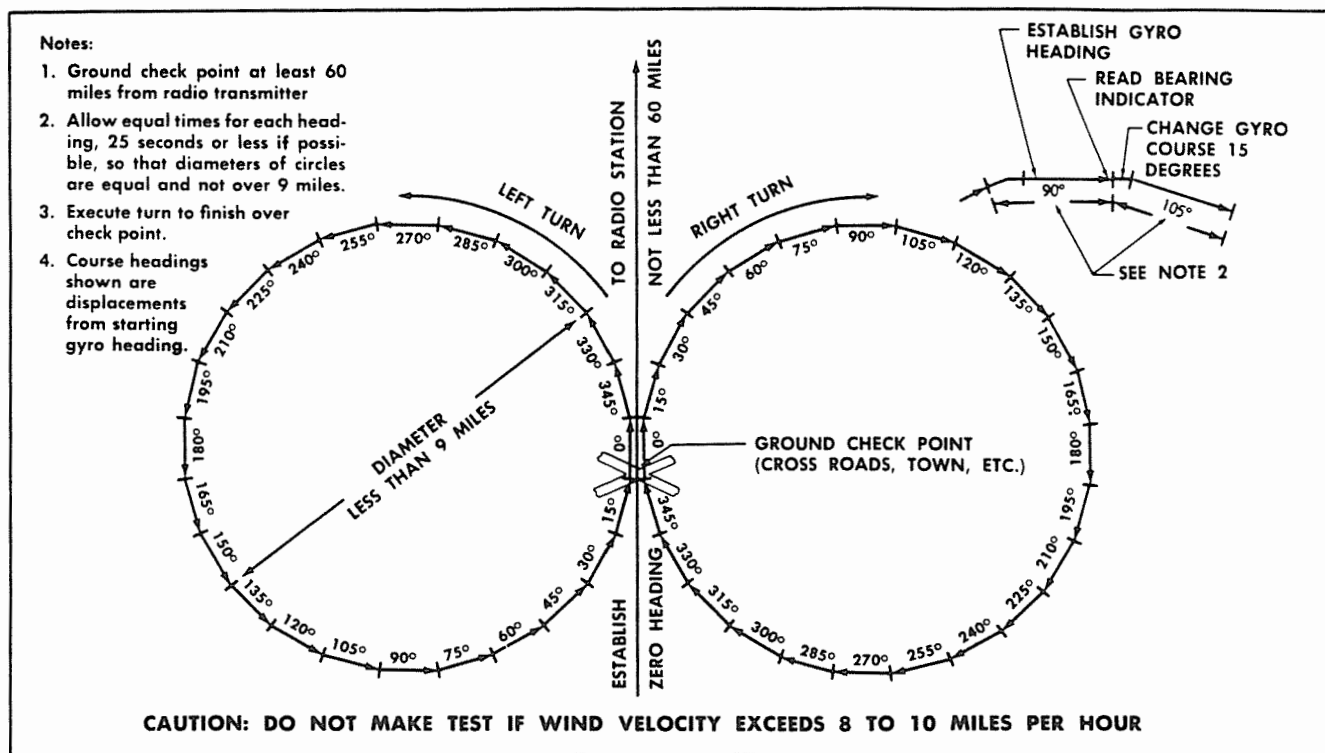 Notes:
1. Ground check point at least 60
miles from radio transmitter
2. Allow equal times for each head-
ing, 25 seconds or less if possi-
ble, so that diameters of circles
are equal and not over 9 miles.
3. Execute turn to finish over
check point.
4. Course headings
shown are
displacements
from starting
gyro heading.
TO RADIO STATION
NOT LESS THAN 60 MILES
ESTABLISH GYRO
HEADING
READ BEARING
INDICATOR
CHANGE GYRO
COURSE 15
DEGREES
90°
105°
SEE NOTE 2
LEFT TURN
0°
345°
330°
315°
300°
285°
270°
255°
240°
225°
210°
195°
180°
165°
150°
135°
120°
105°
90°
75°
60°
45°
30°
15°
DIAMETER
LESS THAN 9 MILES
RIGHT TURN
0°
15°
30°
45°
60°
75°
90°
105°
120°
135°
150°
165°
180°
195°
210°
225°
240°
255°
270°
285°
300°
315°
330°
345°
GROUND CHECK POINT
(CROSS ROADS, TOWN, ETC.)
ESTABLISH
ZERO HEADING
CAUTION: DO NOT MAKE TEST IF WIND VELOCITY EXCEEDS 8 TO 10 MILES PER HOUR